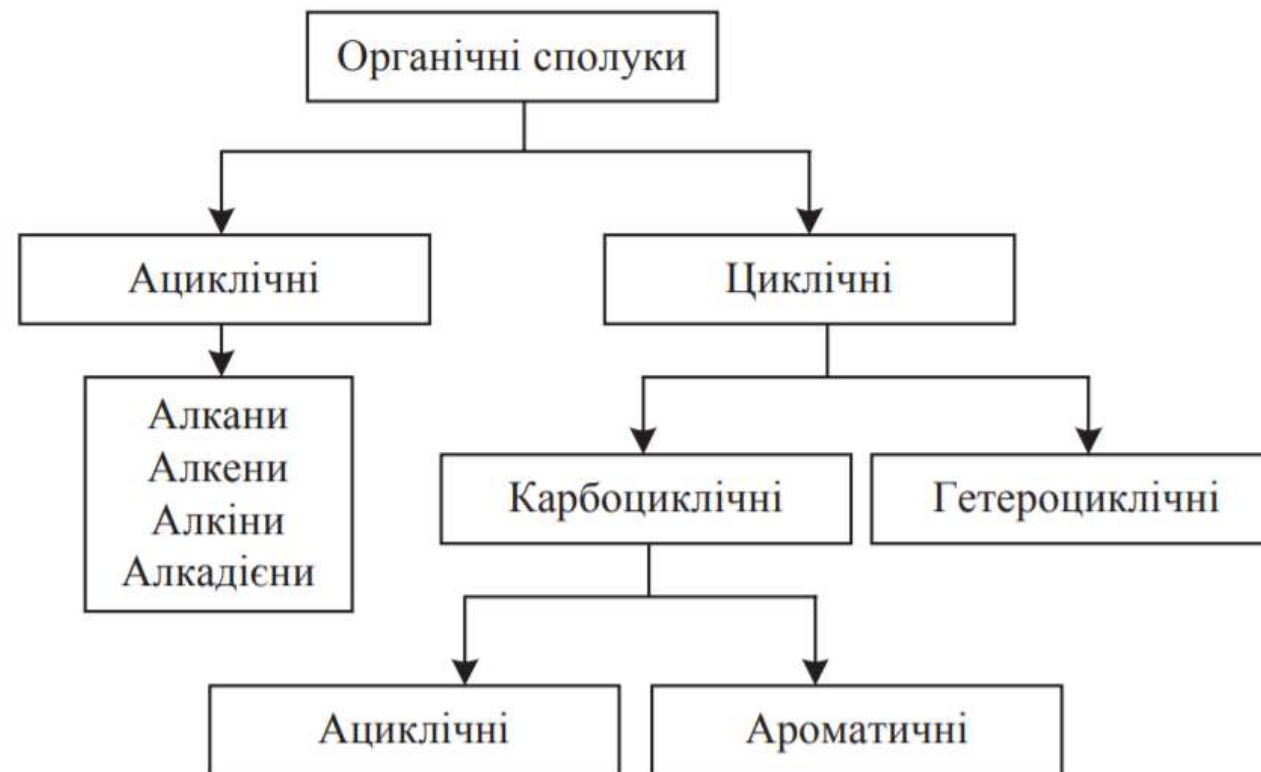 Органічні сполуки
Ациклічні
Циклічні
Алкани
Алкени
Алкіни
Алкадієни
Карбоциклічні
Гетероциклічні
Ациклічні
Ароматичні